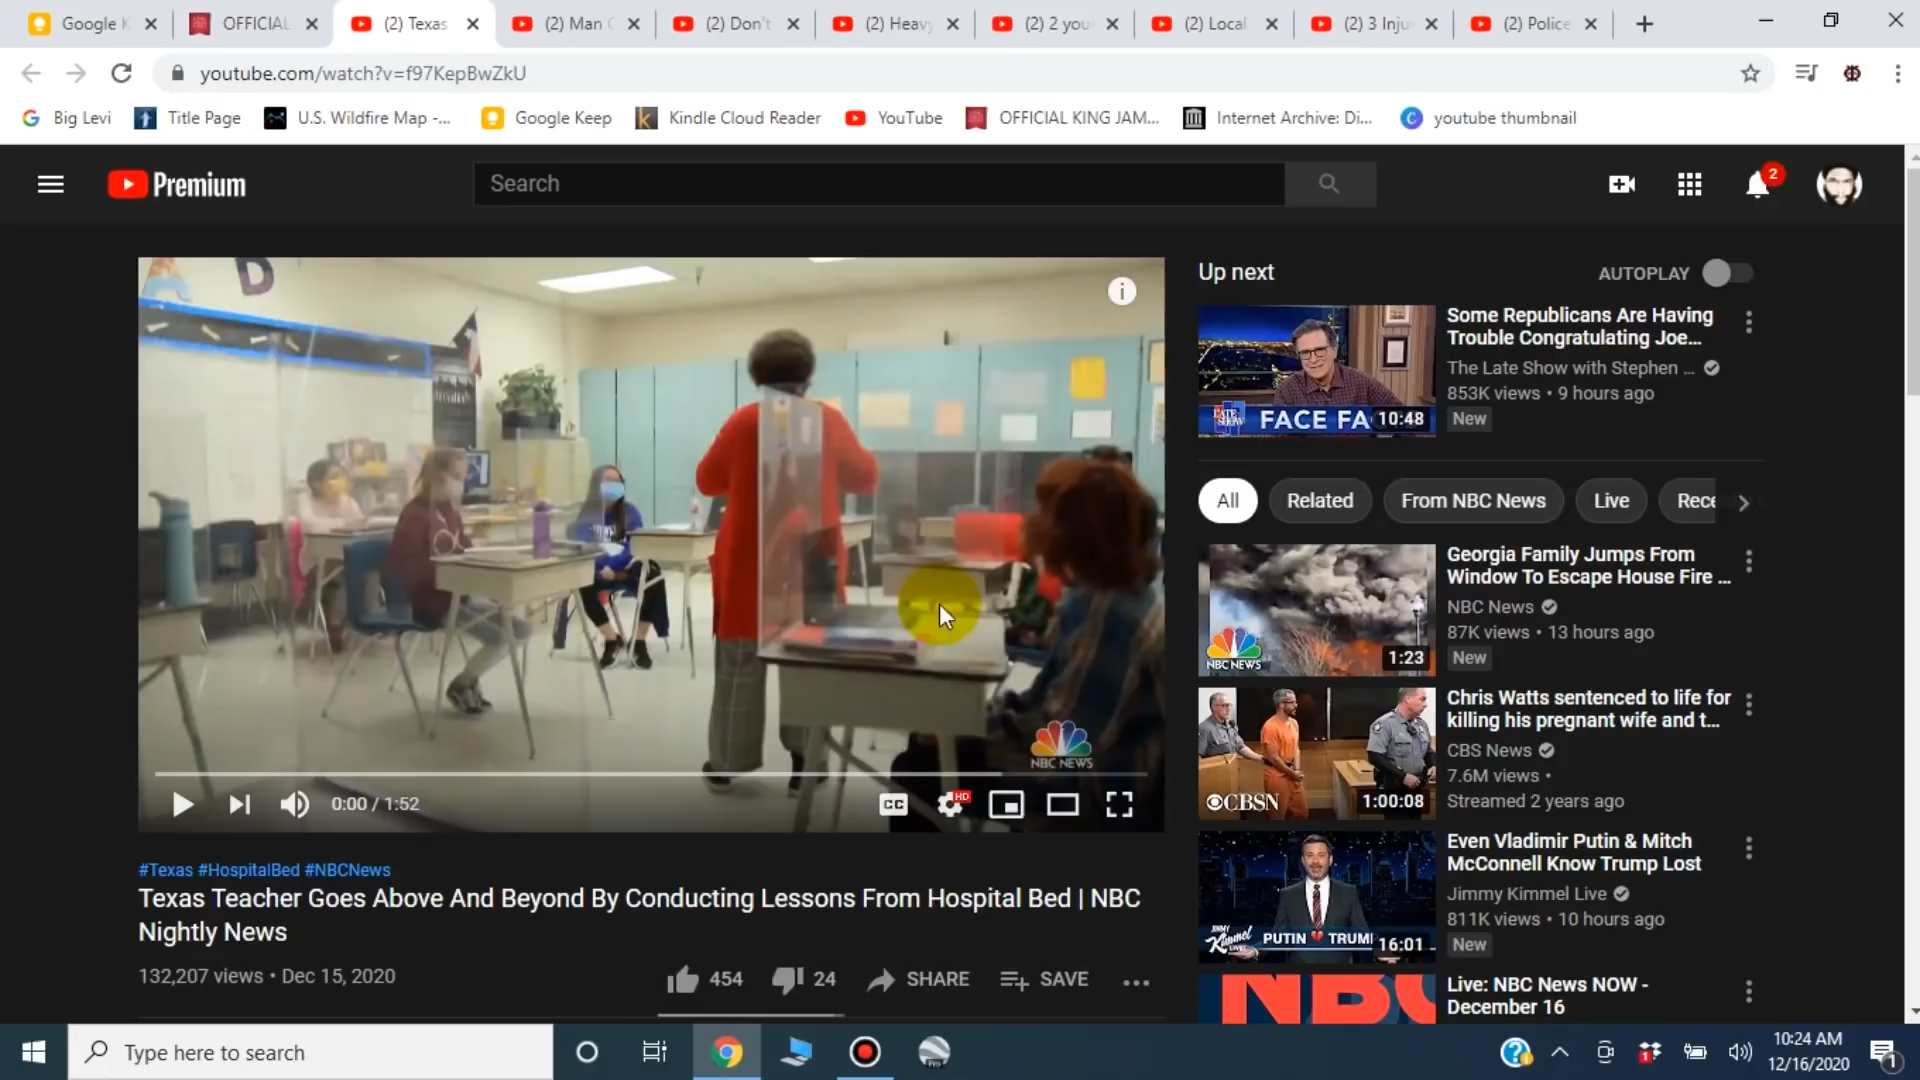 Google K
OFFICIAL
(2) Texas
(2) Man
(2) Don't
(2) Heavy
(2) 2 you
(2) Local
(2) 3 Inju
(2) Police
youtube.com/watch?v=f97KepBwZkU
Big Levi
Title Page
U.S. Wildfire Map -...
Google Keep
Kindle Cloud Reader
YouTube
OFFICIAL KING JAM...
Internet Archive: Di...
youtube thumbnail
Premium
Search
2
A D
NBC NEWS
0:00 / 1:52
CC
HD
#Texas #HospitalBed #NBCNews
Texas Teacher Goes Above And Beyond By Conducting Lessons From Hospital Bed | NBC
Nightly News
132,207 views • Dec 15, 2020
454
24
SHARE
SAVE
Up next
AUTOPLAY
LATE SHOW
FACE FA
10:48
Some Republicans Are Having
Trouble Congratulating Joe...
The Late Show with Stephen ...
853K views • 9 hours ago
New
All
Related
From NBC News
Live
Rece
NBC NEWS
1:23
Georgia Family Jumps From
Window To Escape House Fire ...
NBC News
87K views • 13 hours ago
New
CBSN
1:00:08
Chris Watts sentenced to life for
killing his pregnant wife and t...
CBS News
7.6M views •
Streamed 2 years ago
JIMMY Kimmel LIVE!
PUTIN TRUMP
16:01
Even Vladimir Putin & Mitch
McConnell Know Trump Lost
Jimmy Kimmel Live
811K views • 10 hours ago
New
NBC
Live: NBC News NOW -
December 16
Type here to search
Pro
1
10:24 AM
12/16/2020
1